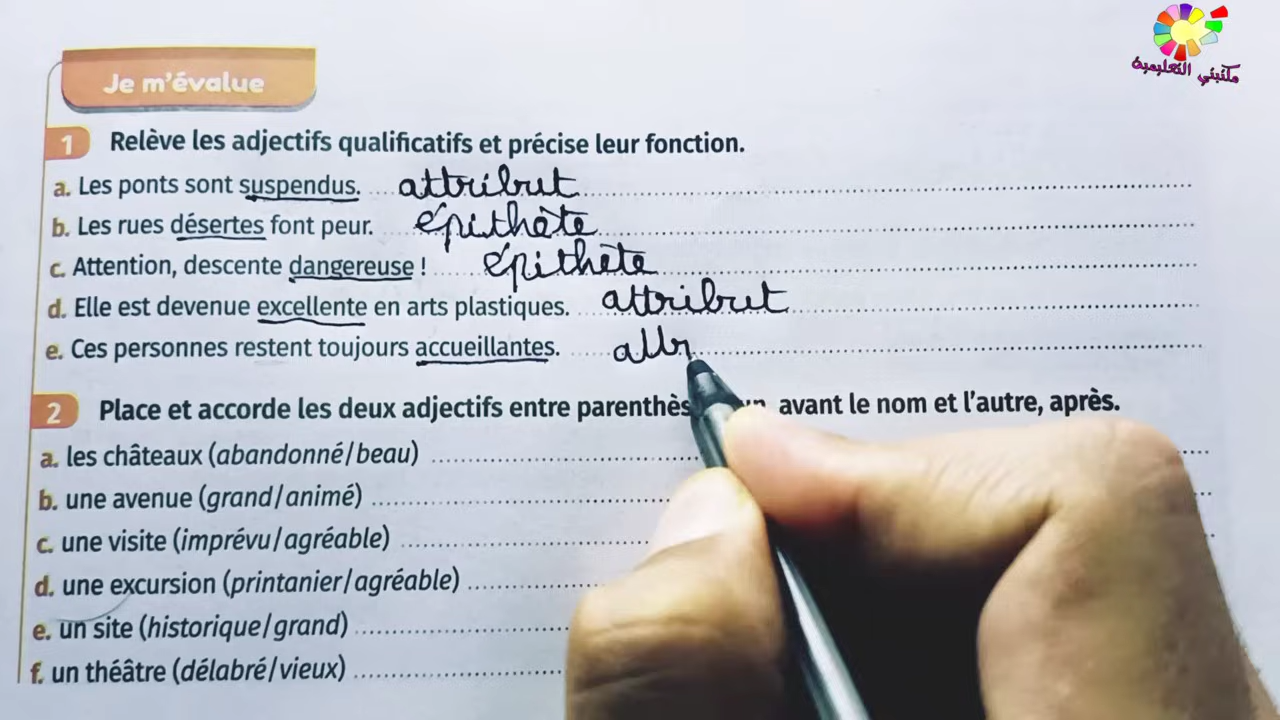 مكتبتي التعليمية
Je m'évalue
1 Relève les adjectifs qualificatifs et précise leur fonction.
a. Les ponts sont suspendus. attribut
b. Les rues désertes font peur. épithète
c. Attention, descente dangereuse ! épithète
d. Elle est devenue excellente en arts plastiques. attribut
e. Ces personnes restent toujours accueillantes. attr
2 Place et accorde les deux adjectifs entre parenthès avant le nom et l'autre, après.
a. les châteaux (abandonné/beau)
b. une avenue (grand/animé)
c. une visite (imprévu/agréable)
d. une excursion (printanier/agréable)
e. un site (historique/grand)
f. un théâtre (délabré/vieux)